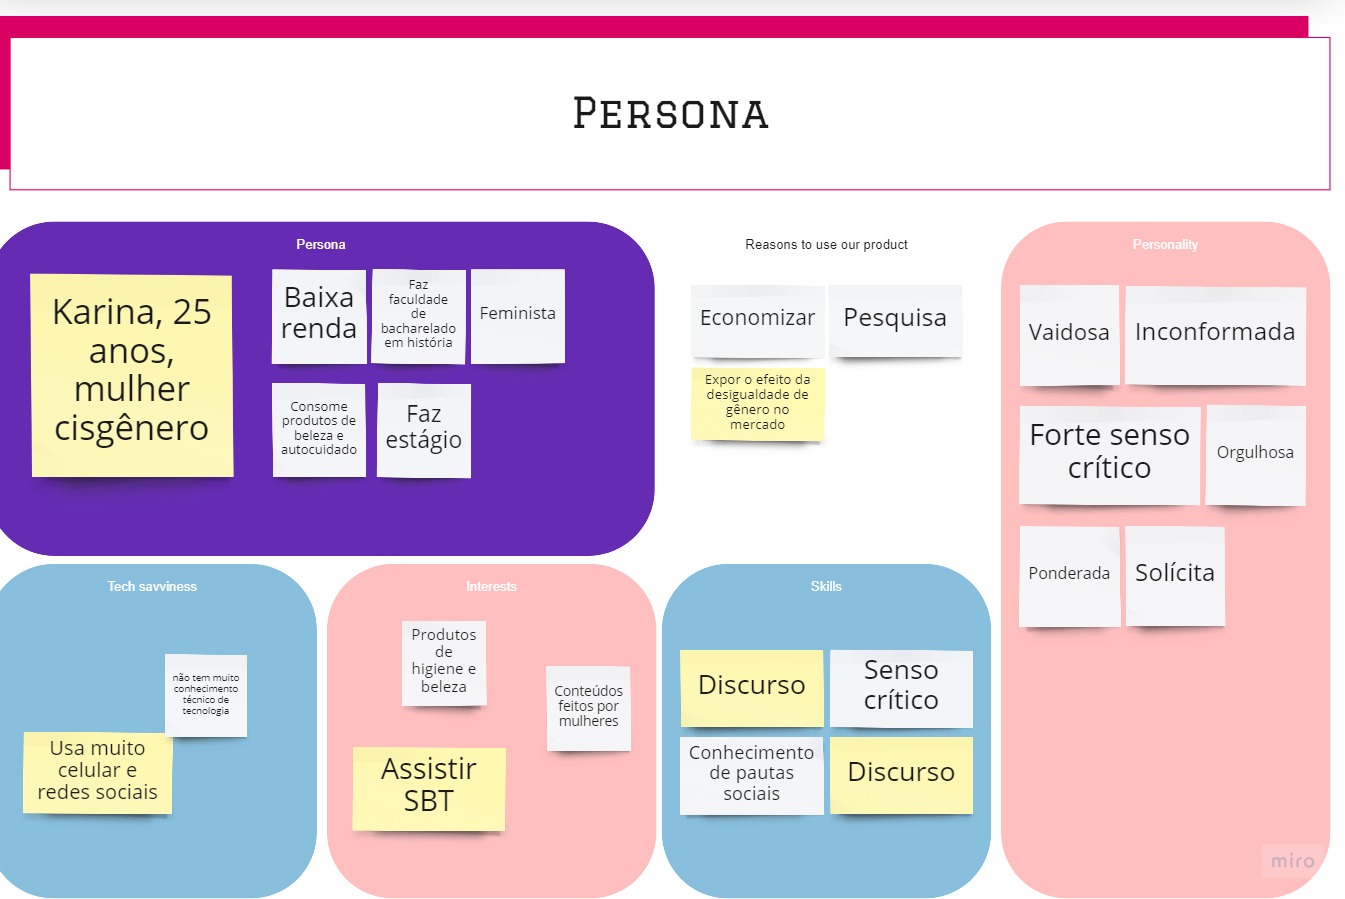 Persona
Persona
Karina, 25
anos,
mulher
cisgênero
Baixa
renda
Faz
faculdade
de
bacharelado
em história
Feminista
Consome
produtos de
beleza e
autocuidado
Faz
estágio
Reasons to use our product
Economizar
Pesquisa
Expor o efeito da
desigualdade de
gênero no
mercado
Personality
Vaidosa
Inconformada
Forte senso
crítico
Orgulhosa
Ponderada
Solícita
Tech savviness
não tem muito
conhecimento
técnico de
tecnologia
Usa muito
celular e
redes sociais
Interests
Produtos
de
higiene e
beleza
Conteúdos
feitos por
mulheres
Assistir
SBT
Skills
Discurso
Senso
crítico
Conhecimento
de pautas
sociais
Discurso
miro